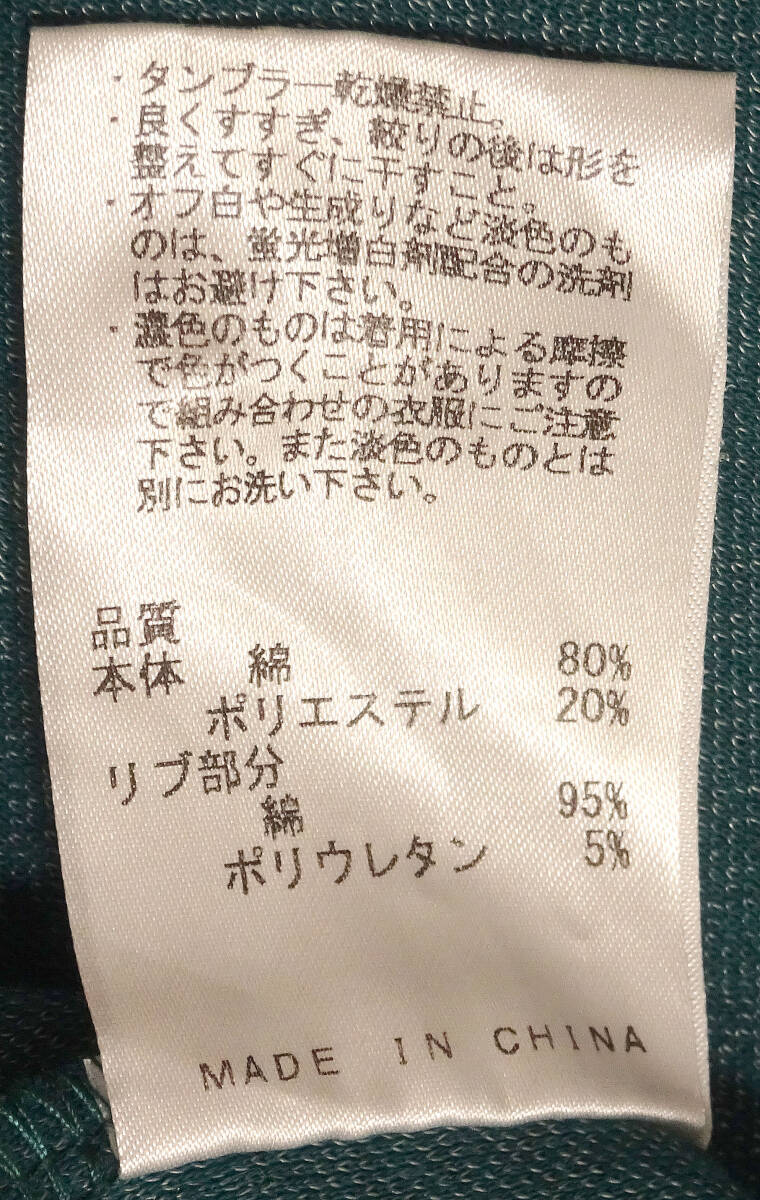 ・タンブラー乾燥禁止。
・良くすすぎ、絞りの後は形を
整えてすぐに干すこと。
・オフ白や生成りなど淡色のも
のは、蛍光増白剤配合の洗剤
はお避け下さい。
・濃色のものは着用による摩擦
で色がつくことがありますの
で組み合わせの衣服にご注意
下さい。また淡色のものとは
別にお洗い下さい。
品質
本体 綿 80%
ポリエステル 20%
リブ部分
綿 95%
ポリウレタン 5%
MADE IN CHINA